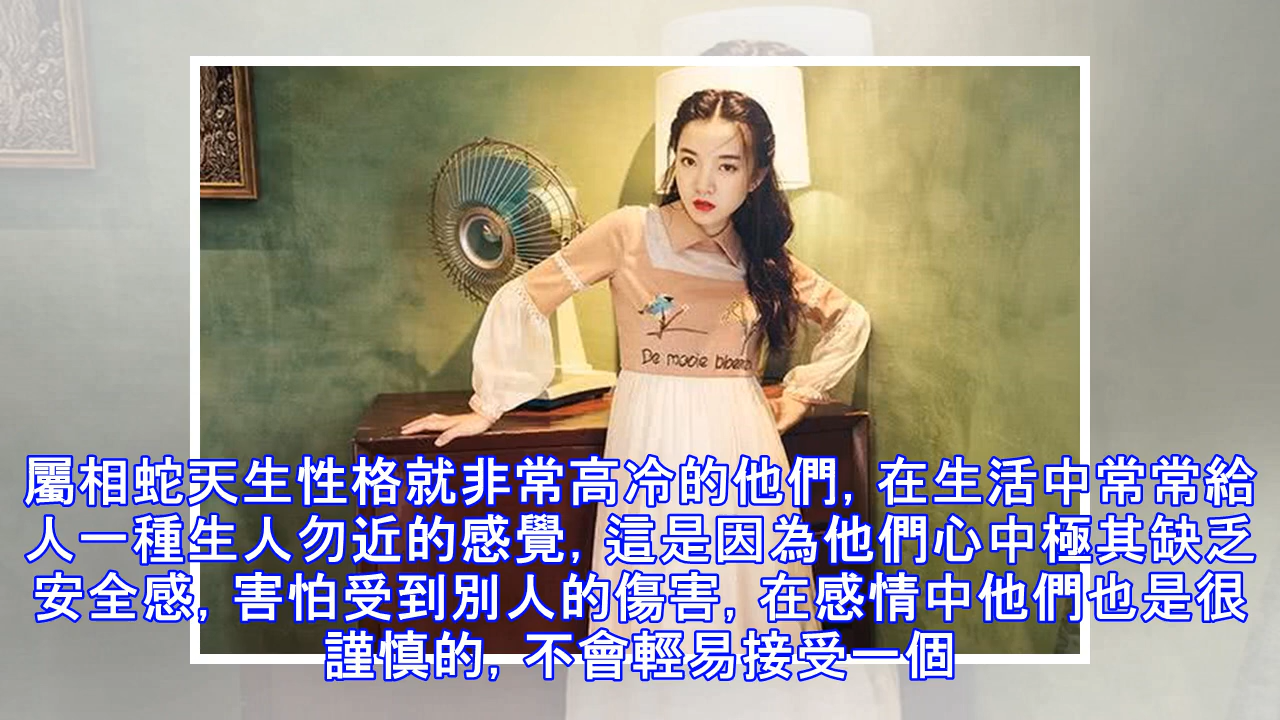 De mooie bloem
屬相蛇天生性格就非常高冷的他們, 在生活中常常給
人一種生人勿近的感覺, 這是因為他們心中極其缺乏
安全感, 害怕受到別人的傷害, 在感情中他們也是很
謹慎的, 不會輕易接受一個